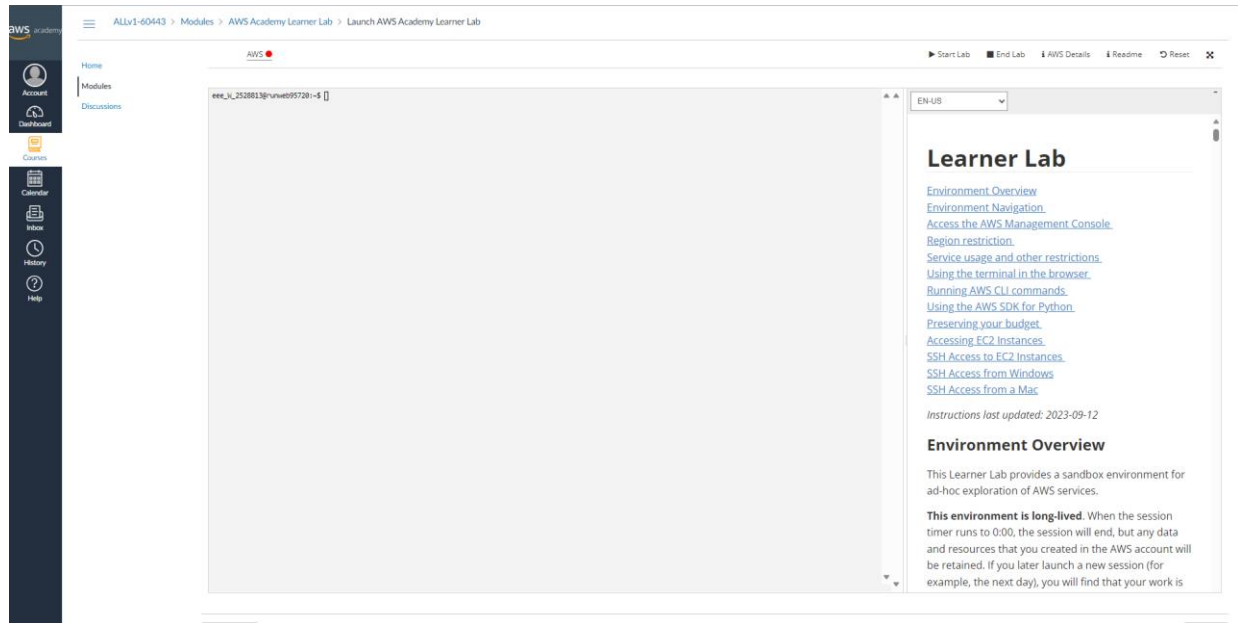 aws academy
ALLv1-60443 > Modules > AWS Academy Learner Lab > Launch AWS Academy Learner Lab
Account
Dashboard
Courses
Calendar
Inbox
History
Help
Home
Modules
Discussions
AWS
Start Lab
End Lab
AWS Details
Readme
Reset
EN-US
Learner Lab
Environment Overview
Environment Navigation
Access the AWS Management Console
Region restriction
Service usage and other restrictions
Using the terminal in the browser
Running AWS CLI commands
Using the AWS SDK for Python
Preserving your budget
Accessing EC2 Instances
SSH Access to EC2 Instances
SSH Access from Windows
SSH Access from a Mac
Instructions last updated: 2023-09-12
Environment Overview
This Learner Lab provides a sandbox environment for
ad-hoc exploration of AWS services.
This environment is long-lived. When the session
timer runs to 0:00, the session will end, but any data
and resources that you created in the AWS account will
be retained. If you later launch a new session (for
example, the next day), you will find that your work is